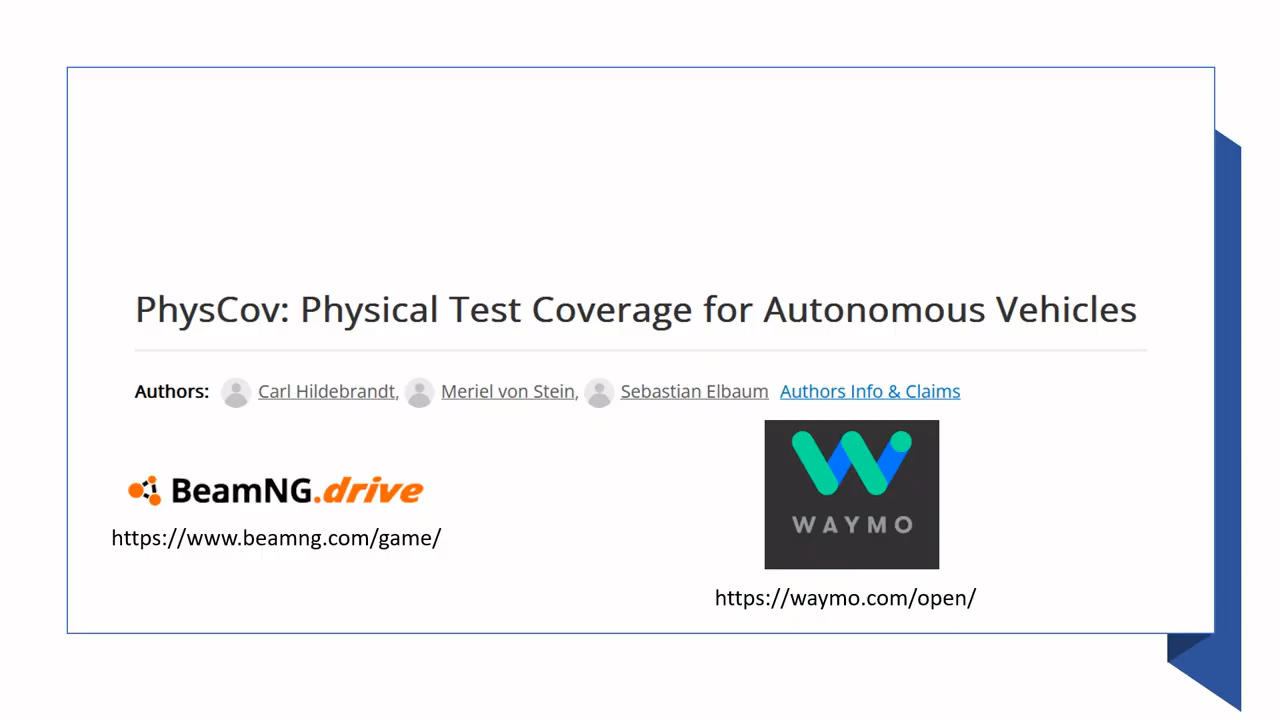 PhysCov: Physical Test Coverage for Autonomous Vehicles
Authors: Carl Hildebrandt, Meriel von Stein, Sebastian Elbaum Authors Info & Claims
BeamNG.drive
https://www.beamng.com/game/
WAYMO
https://waymo.com/open/